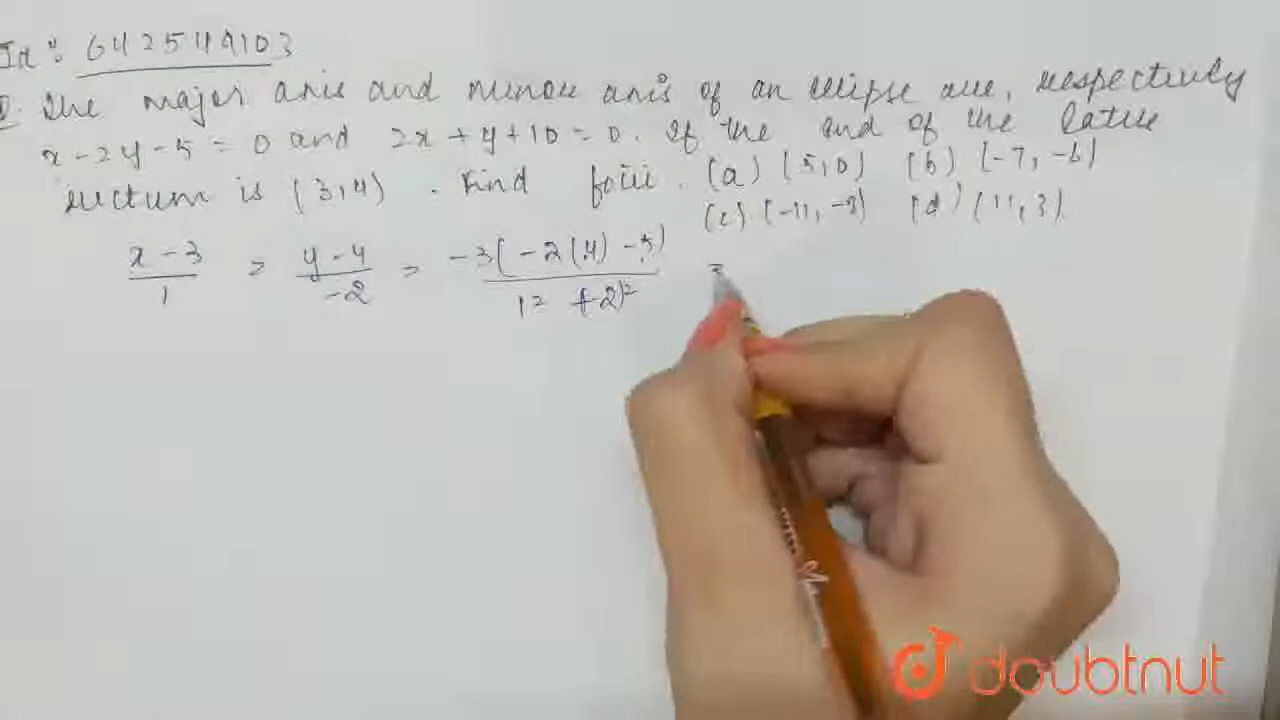 Id: 642549103
Q. The major axis and minor axis of an ellipse are, respectively
x - 2y - 5 = 0 and 2x + y + 10 = 0. If the end of the latus
rectum is (3,4). Find foci. (a) (5,0) (b) (-7,-6)
(c) (-11,-8) (d) (11,3)
x - 3 / 1 = y - 4 / -2 = -3(-2(4) - 5) / 1² + (-2)² =
doubtnut